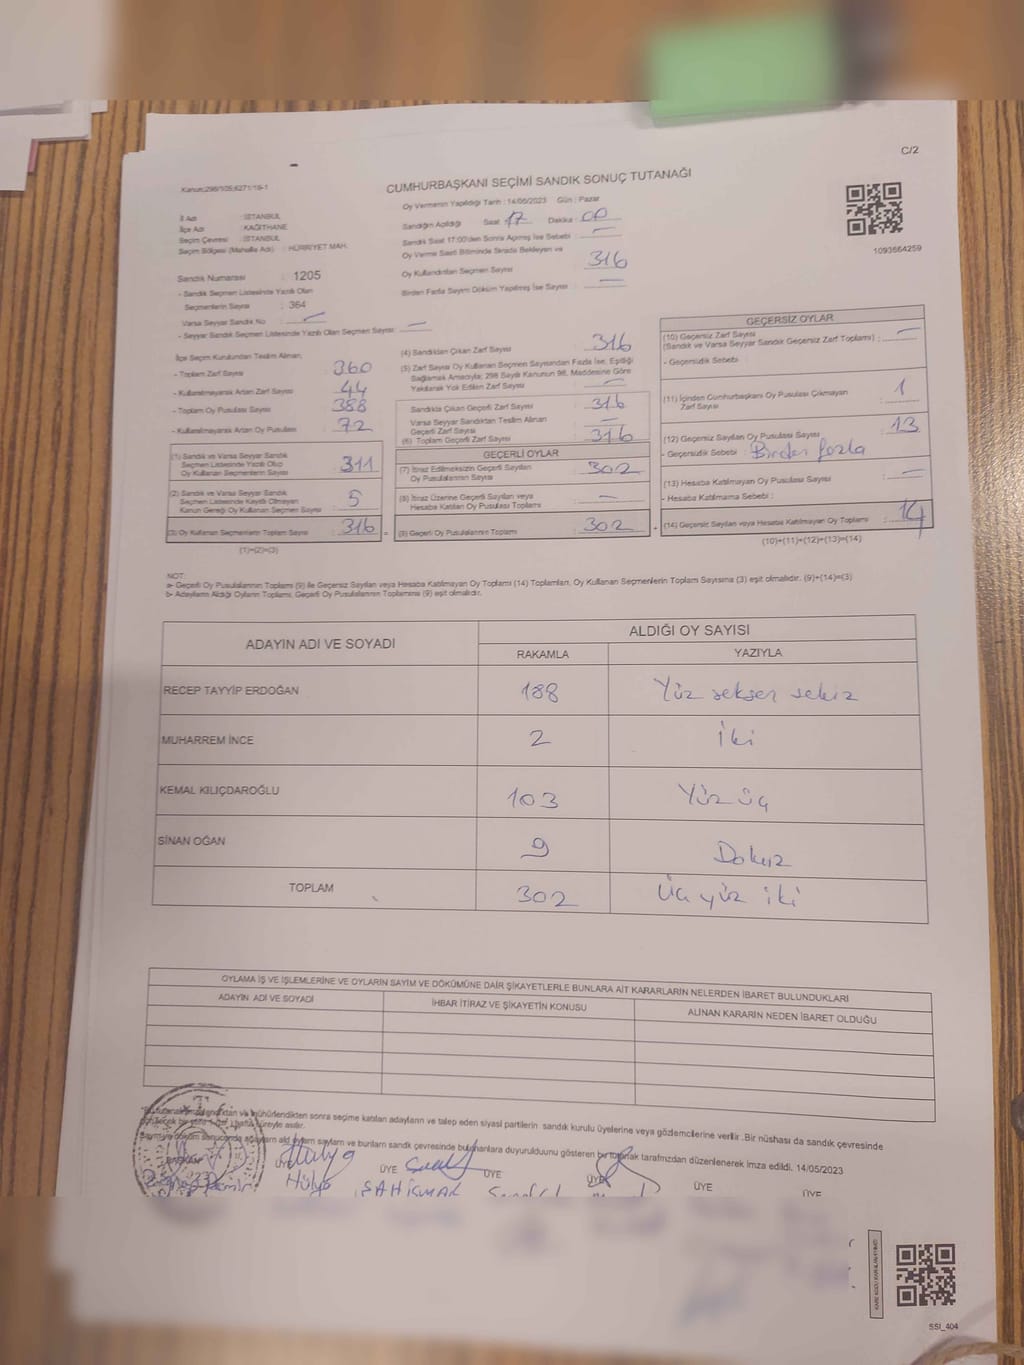 C/2
Kanun:298/105;6271/19-1
CUMHURBAŞKANI SEÇİMİ SANDIK SONUÇ TUTANAĞI
Oy Vermenin Yapıldığı Tarih : 14/05/2023 Gün : Pazar
İl Adı : İSTANBUL
İlçe Adı : KAĞITHANE
Seçim Çevresi : İSTANBUL
Seçim Bölgesi (Mahalle Adı) : HÜRRİYET MAH.
Sandığın Açıldığı Saat 17 Dakika 00
Sandık Saat 17:00'den Sonra Açılmış İse Sebebi : —
Oy Verme Saati Bitiminde Sırada Bekleyen ve
Oy Kullandırılan Seçmen Sayısı : 316
Birden Fazla Sayım Döküm Yapılmış İse Sayısı : —
1093564259
Sandık Numarası : 1205
- Sandık Seçmen Listesinde Yazılı Olan
Seçmenlerin Sayısı : 364
Varsa Seyyar Sandık No : —
- Seyyar Sandık Seçmen Listesinde Yazılı Olan Seçmen Sayısı : —
İlçe Seçim Kurulundan Teslim Alınan;
- Toplam Zarf Sayısı : 360
- Kullanılmayarak Artan Zarf Sayısı : 44
- Toplam Oy Pusulası Sayısı : 388
- Kullanılmayarak Artan Oy Pusulası : 72
(1) Sandık ve Varsa Seyyar Sandık
Seçmen Listesinde Yazılı Olup
Oy Kullanan Seçmenlerin Sayısı : 311
(2) Sandık ve Varsa Seyyar Sandık
Seçmen Listesinde Kayıtlı Olmayan
Kanun Gereği Oy Kullanan Seçmen Sayısı : 5
(3) Oy Kullanan Seçmenlerin Toplam Sayısı : 316 =
(1)+(2)=(3)
(4) Sandıktan Çıkan Zarf Sayısı : 316
(5) Zarf Sayısı Oy Kullanan Seçmen Sayısından Fazla İse, Eşitliği
Sağlamak Amacıyla; 298 Sayılı Kanunun 98. Maddesine Göre
Yakılarak Yok Edilen Zarf Sayısı : —
Sandıkta Çıkan Geçerli Zarf Sayısı : 316
Varsa Seyyar Sandıktan Teslim Alınan
Geçerli Zarf Sayısı : —
(6) Toplam Geçerli Zarf Sayısı : 316
GEÇERLİ OYLAR
(7) İtiraz Edilmeksizin Geçerli Sayılan
Oy Pusulalarının Sayısı : 302
(8) İtiraz Üzerine Geçerli Sayılan veya
Hesaba Katılan Oy Pusulası Toplamı : —
(9) Geçerli Oy Pusulalarının Toplamı : 302 +
GEÇERSİZ OYLAR
(10) Geçersiz Zarf Sayısı
(Sandık ve Varsa Seyyar Sandık Geçersiz Zarf Toplamı) : —
- Geçersizlik Sebebi :
(11) İçinden Cumhurbaşkanı Oy Pusulası Çıkmayan
Zarf Sayısı : 1
(12) Geçersiz Sayılan Oy Pusulası Sayısı : 13
- Geçersizlik Sebebi : Birden fazla
(13) Hesaba Katılmayan Oy Pusulası Sayısı : —
- Hesaba Katılmama Sebebi :
(14) Geçersiz Sayılan veya Hesaba Katılmayan Oy Toplamı : 14
(10)+(11)+(12)+(13)=(14)
NOT:
a- Geçerli Oy Pusulalarının Toplamı (9) ile Geçersiz Sayılan veya Hesaba Katılmayan Oy Toplamı (14) Toplamları, Oy Kullanan Seçmenlerin Toplam Sayısına (3) eşit olmalıdır. (9)+(14)=(3)
b- Adayların Aldığı Oyların Toplamı, Geçerli Oy Pusulalarının Toplamına (9) eşit olmalıdır.
ADAYIN ADI VE SOYADI ALDIĞI OY SAYISI
RAKAMLA YAZIYLA
RECEP TAYYİP ERDOĞAN 188 Yüz seksen sekiz
MUHARREM İNCE 2 İki
KEMAL KILIÇDAROĞLU 103 Yüz üç
SİNAN OĞAN 9 Dokuz
TOPLAM 302 Üç yüz iki
OYLAMA İŞ VE İŞLEMLERİNE VE OYLARIN SAYIM VE DÖKÜMÜNE DAİR ŞİKAYETLERLE BUNLARA AİT KARARLARIN NELERDEN İBARET BULUNDUKLARI
ADAYIN ADI VE SOYADI İHBAR İTİRAZ VE ŞİKAYETİN KONUSU ALINAN KARARIN NEDEN İBARET OLDUĞU
ve mühürlendikten sonra seçime katılan adayların ve talep eden siyasi partilerin sandık kurulu üyelerine veya gözlemcilerine verilir. Bir nüshası da sandık çevresinde
süreyle asılır.
sonucunda adayların aldığı oyların sayıları ve bunların sandık çevresinde bulunanlara duyurulduğunu gösteren bu tutanak tarafımızdan düzenlenerek imza edildi. 14/05/2023
BAŞKAN ÜYE ÜYE ÜYE ÜYE ÜYE ÜYE
Hülya
SSI_404